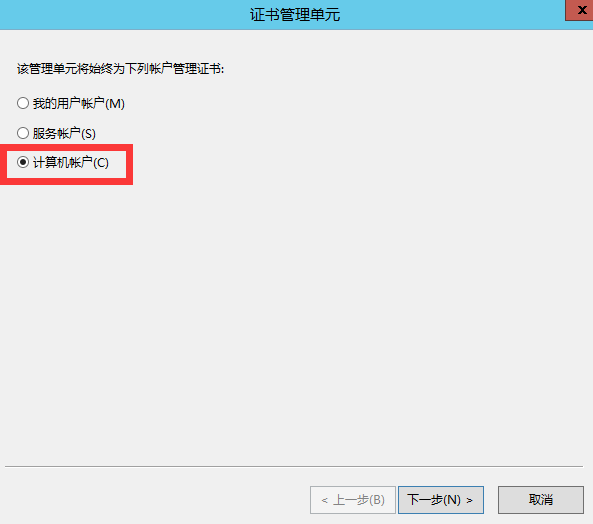 证书管理单元
x
该管理单元将始终为下列帐户管理证书:
我的用户帐户(M)
服务帐户(S)
计算机帐户(C)
< 上一步(B) 下一步(N) > 取消